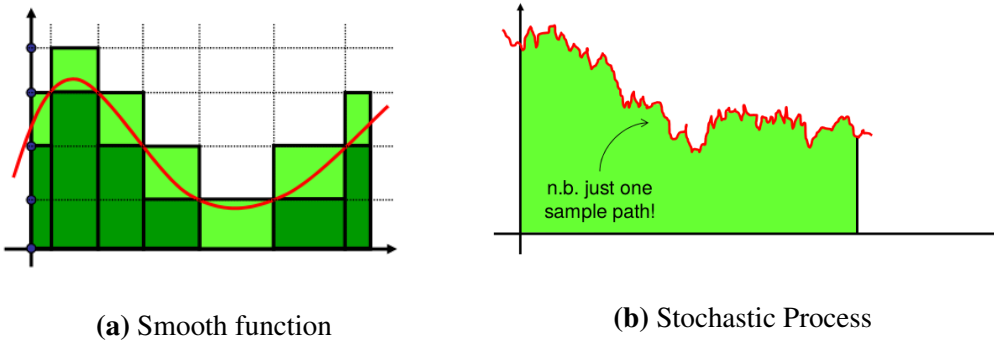 n.b. just one
sample path!
(a) Smooth function
(b) Stochastic Process